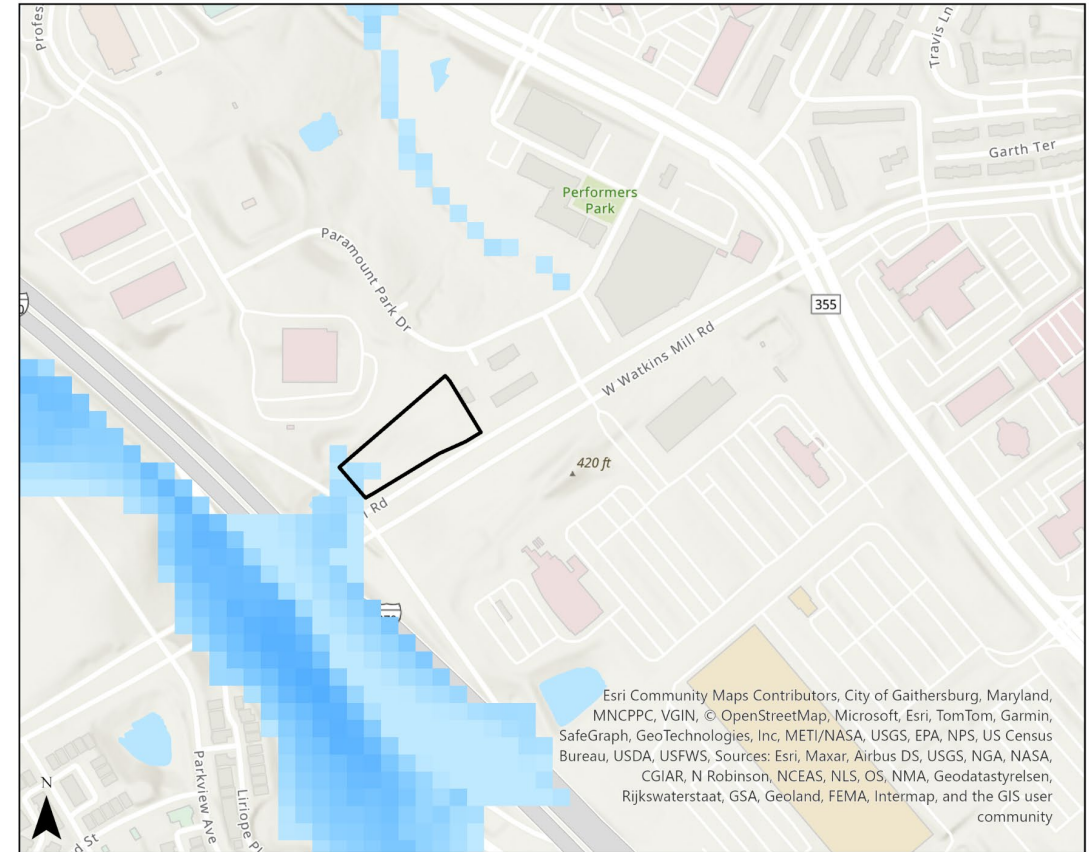 Profes
Travis Ln
Garth Ter
Performers
Park
Paramount Park Dr
355
W Watkins Mill Rd
420 ft
Rd
Parkview Ave
Liriope Pl
d St
N
Esri Community Maps Contributors, City of Gaithersburg, Maryland,
MNCPPC, VGIN, © OpenStreetMap, Microsoft, Esri, TomTom, Garmin,
SafeGraph, GeoTechnologies, Inc, METI/NASA, USGS, EPA, NPS, US Census
Bureau, USDA, USFWS, Sources: Esri, Maxar, Airbus DS, USGS, NGA, NASA,
CGIAR, N Robinson, NCEAS, NLS, OS, NMA, Geodatastyrelsen,
Rijkswaterstaat, GSA, Geoland, FEMA, Intermap, and the GIS user
community